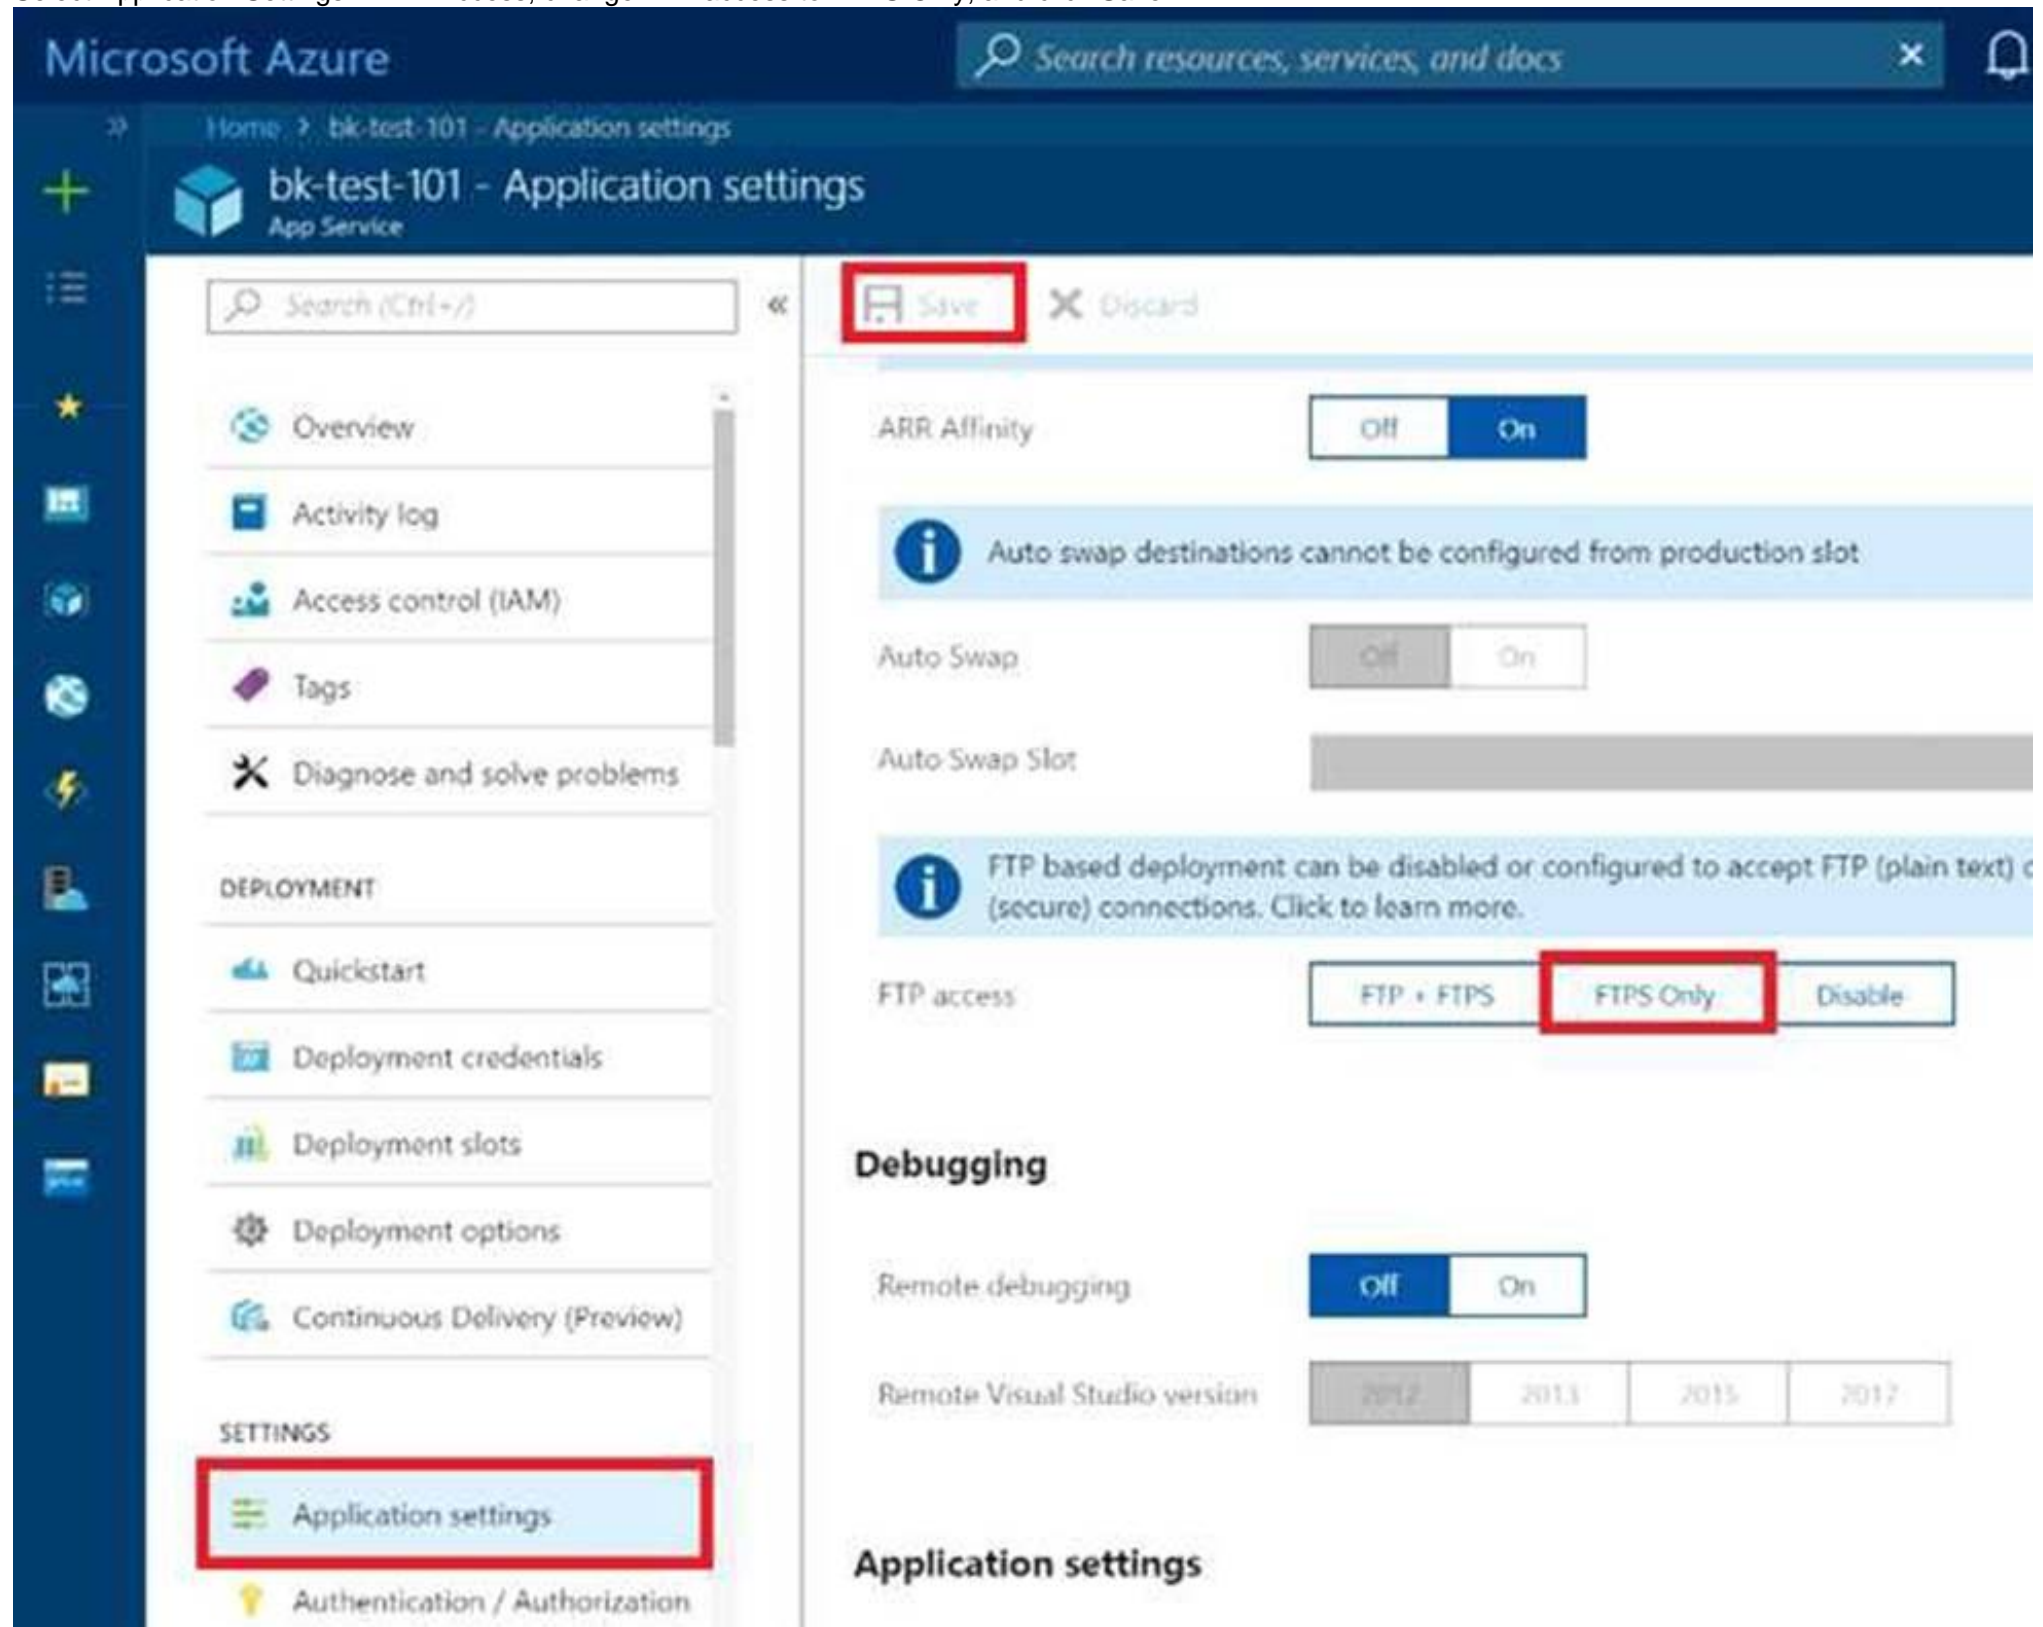 Microsoft Azure
Search resources, services, and docs
Home > bk-test-101 - Application settings
bk-test-101 - Application settings
App Service
Search (Ctrl+/)
Overview
Activity log
Access control (IAM)
Tags
Diagnose and solve problems
DEPLOYMENT
Quickstart
Deployment credentials
Deployment slots
Deployment options
Continuous Delivery (Preview)
SETTINGS
Application settings
Authentication / Authorization
Save Discard
ARR Affinity Off On
Auto swap destinations cannot be configured from production slot
Auto Swap Off On
Auto Swap Slot
FTP based deployment can be disabled or configured to accept FTP (plain text) o
(secure) connections. Click to learn more.
FTP access FTP + FTPS FTPS Only Disable
Debugging
Remote debugging Off On
Remote Visual Studio version 2012 2013 2015 2017
Application settings